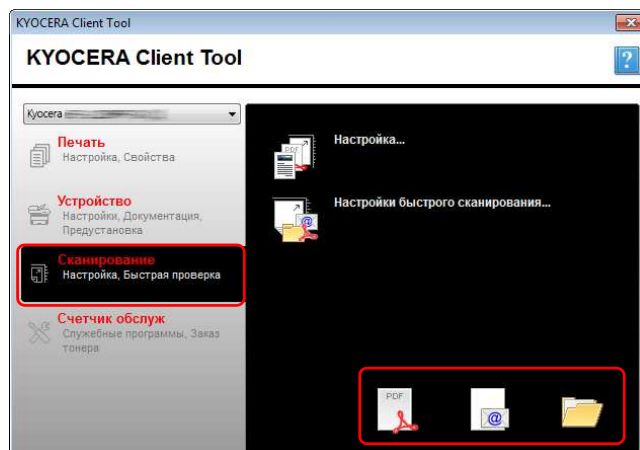 KYOCERA Client Tool
KYOCERA Client Tool
?
Kyocera
Печать
Настройка, Свойства
Устройство
Настройки, Документация,
Предустановка
Сканирование
Настройка, Быстрая проверка
Счетчик обслуж
Служебные программы, Заказ
тонера
PDF
Настройка...
@
Настройки быстрого сканирования...
PDF
@